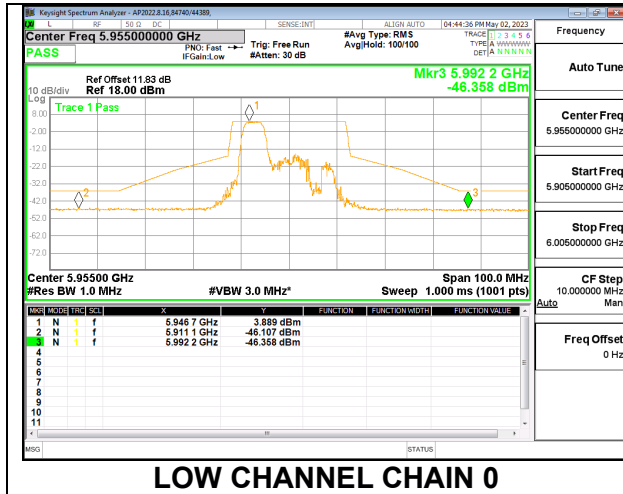 Keysight Spectrum Analyzer - AP2022.8.16,84740/44389,
L RF 50 Ω DC SENSE:INT ALIGN AUTO 04:44:36 PM May 02, 2023
Center Freq 5.955000000 GHz
PASS
PNO: Fast
IFGain:Low
Trig: Free Run
#Atten: 30 dB
#Avg Type: RMS
Avg|Hold: 100/100
TRACE 1 2 3 4 5 6
TYPE A WWWWW
DET A N N N N N
Frequency
Auto Tune
Center Freq
5.955000000 GHz
Start Freq
5.905000000 GHz
Stop Freq
6.005000000 GHz
CF Step
10.000000 MHz
Auto Man
Freq Offset
0 Hz
Mkr3 5.992 2 GHz
-46.358 dBm
Ref Offset 11.83 dB
10 dB/div Ref 18.00 dBm
Log
Trace 1 Pass
8.00
-2.00
-12.0
-22.0
-32.0
-42.0
-52.0
-62.0
-72.0
1
2
3
Center 5.95500 GHz Span 100.0 MHz
#Res BW 1.0 MHz #VBW 3.0 MHz* Sweep 1.000 ms (1001 pts)
MKR MODE TRC SCL X Y FUNCTION FUNCTION WIDTH FUNCTION VALUE
1 N 1 f 5.946 7 GHz 3.889 dBm
2 N 1 f 5.911 1 GHz -46.107 dBm
3 N 1 f 5.992 2 GHz -46.358 dBm
4
5
6
7
8
9
10
11
MSG STATUS
LOW CHANNEL CHAIN 0